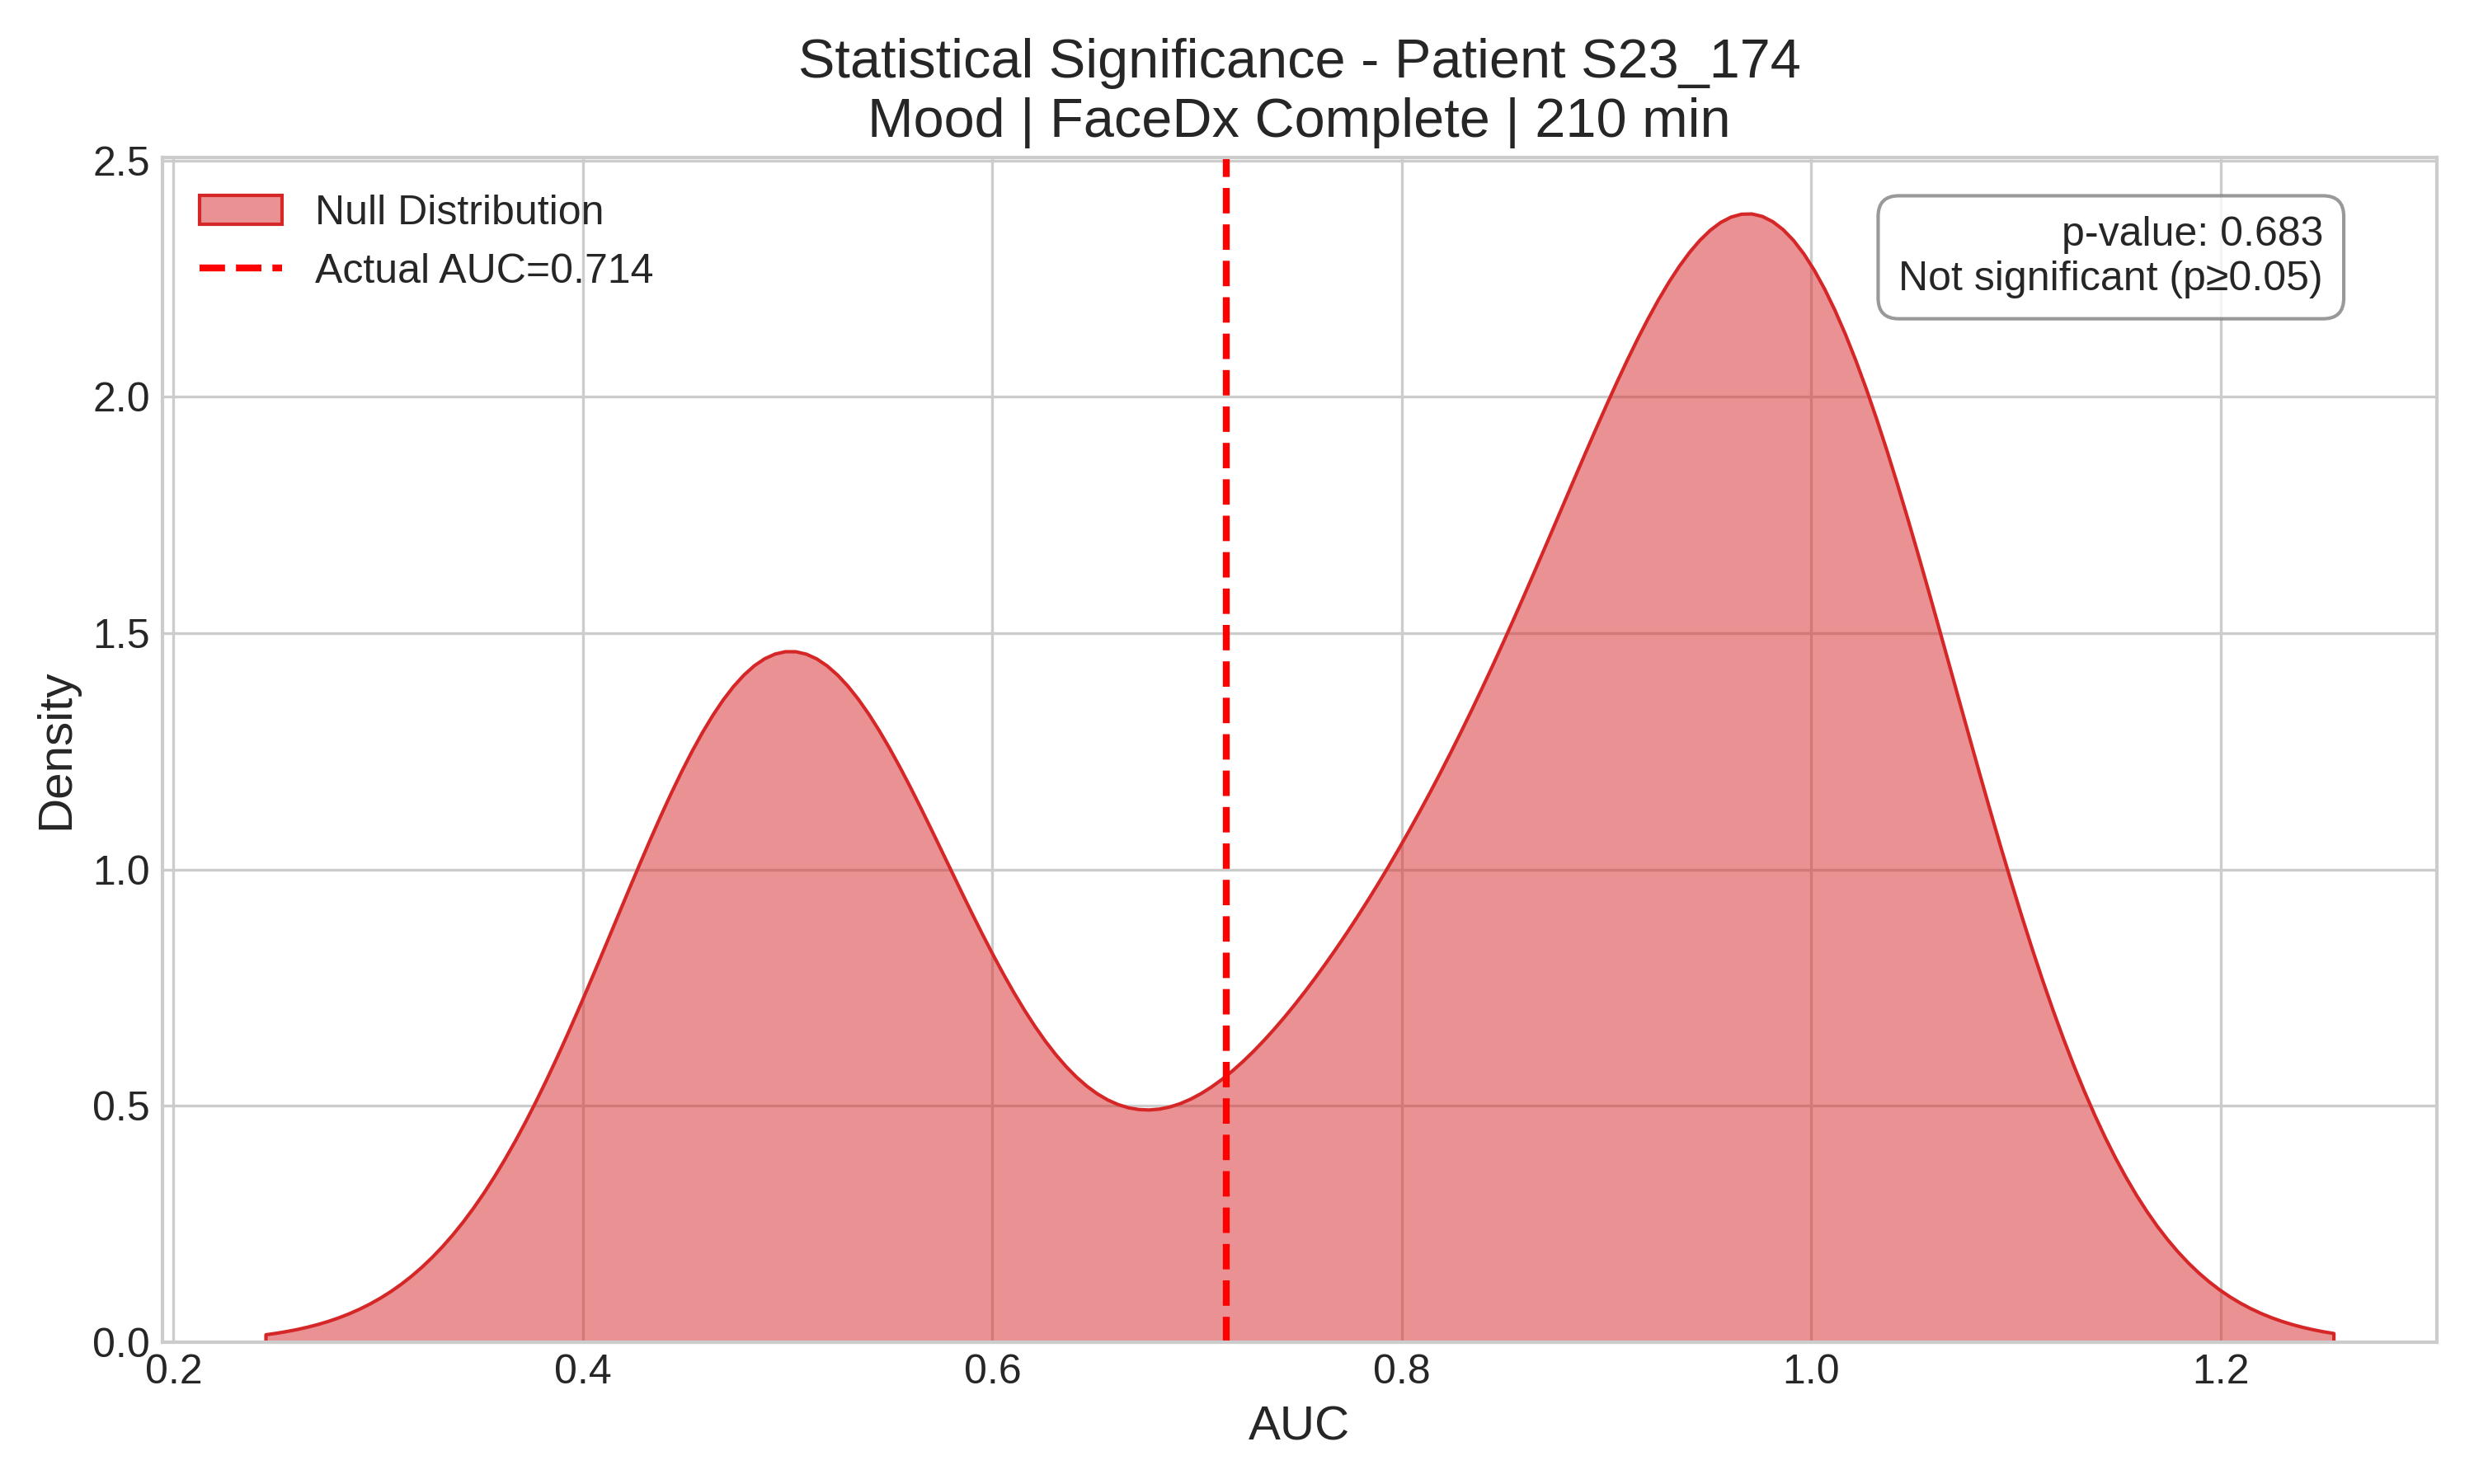 Statistical Significance - Patient S23_174
Mood | FaceDx Complete | 210 min
Null Distribution
Actual AUC=0.714
p-value: 0.683
Not significant (p≥0.05)
Density
2.5
2.0
1.5
1.0
0.5
0.0
0.2 0.4 0.6 0.8 1.0 1.2
AUC